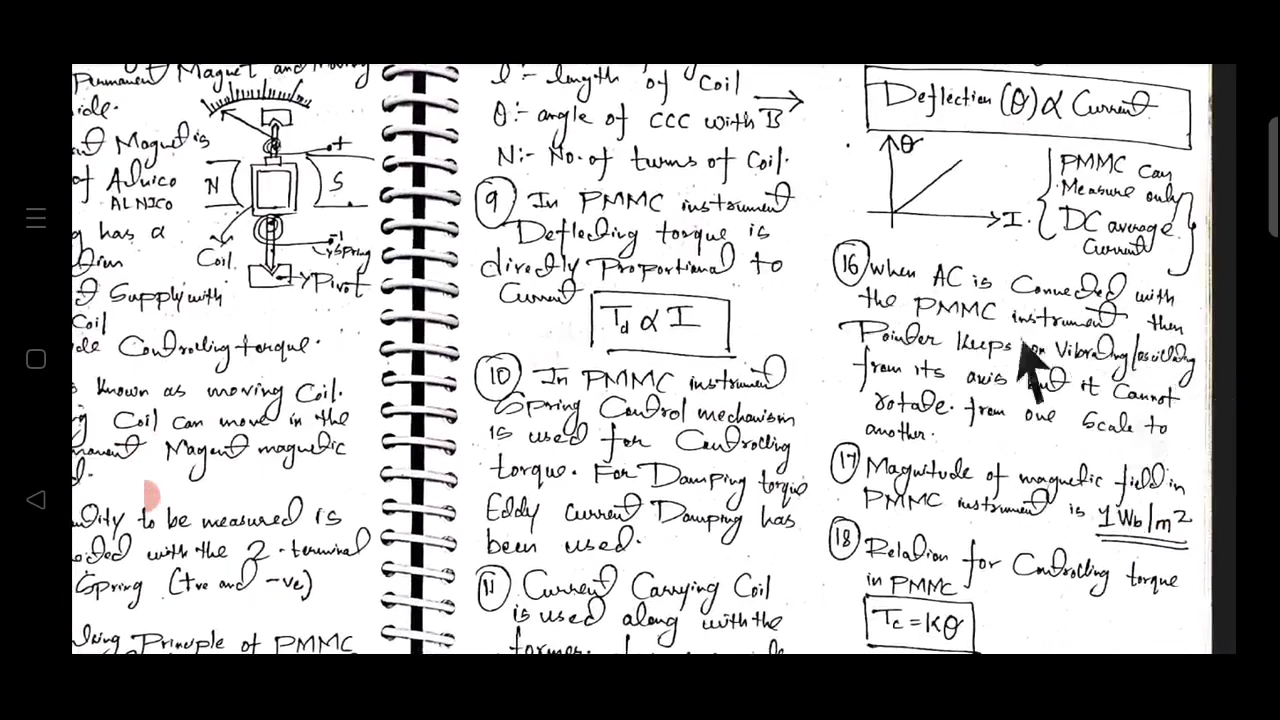 Permanent Magnet and Moving
ide.
Magnet is
of Alnico
ALNICO
N
S
+
g has a
Coil
Spring
Pivot
t Supply with
Coil
de Controlling torque.
s known as moving Coil.
g Coil can move in the
manent Magent magnetic
d.
ntity to be measured is
cted with the 2-terminal
Spring (+ve and -ve)
king Principle of PMMC
l :- length of Coil
θ :- angle of CCC with B
N :- No. of turns of Coil.
9 In PMMC instrument
Deflecting torque is
directly Proportional to
Current
Td ∝ I
10 In PMMC instrument
Spring Control mechanism
is used for Controlling
torque. For Damping torque
Eddy current Damping has
been used.
11 Current Carrying Coil
is used along with the
former.
Deflection (θ) ∝ Current
θ
I
PMMC can
Measure only
DC average
Current
16 When AC is Connected with
the PMMC instrument then
Pointer keeps on Vibrating/oscillating
from its axis but it Cannot
rotate from one Scale to
another.
17 Magnitude of magnetic field in
PMMC instrument is 1Wb/m²
18 Relation for Controlling torque
in PMMC
Tc = Kθ